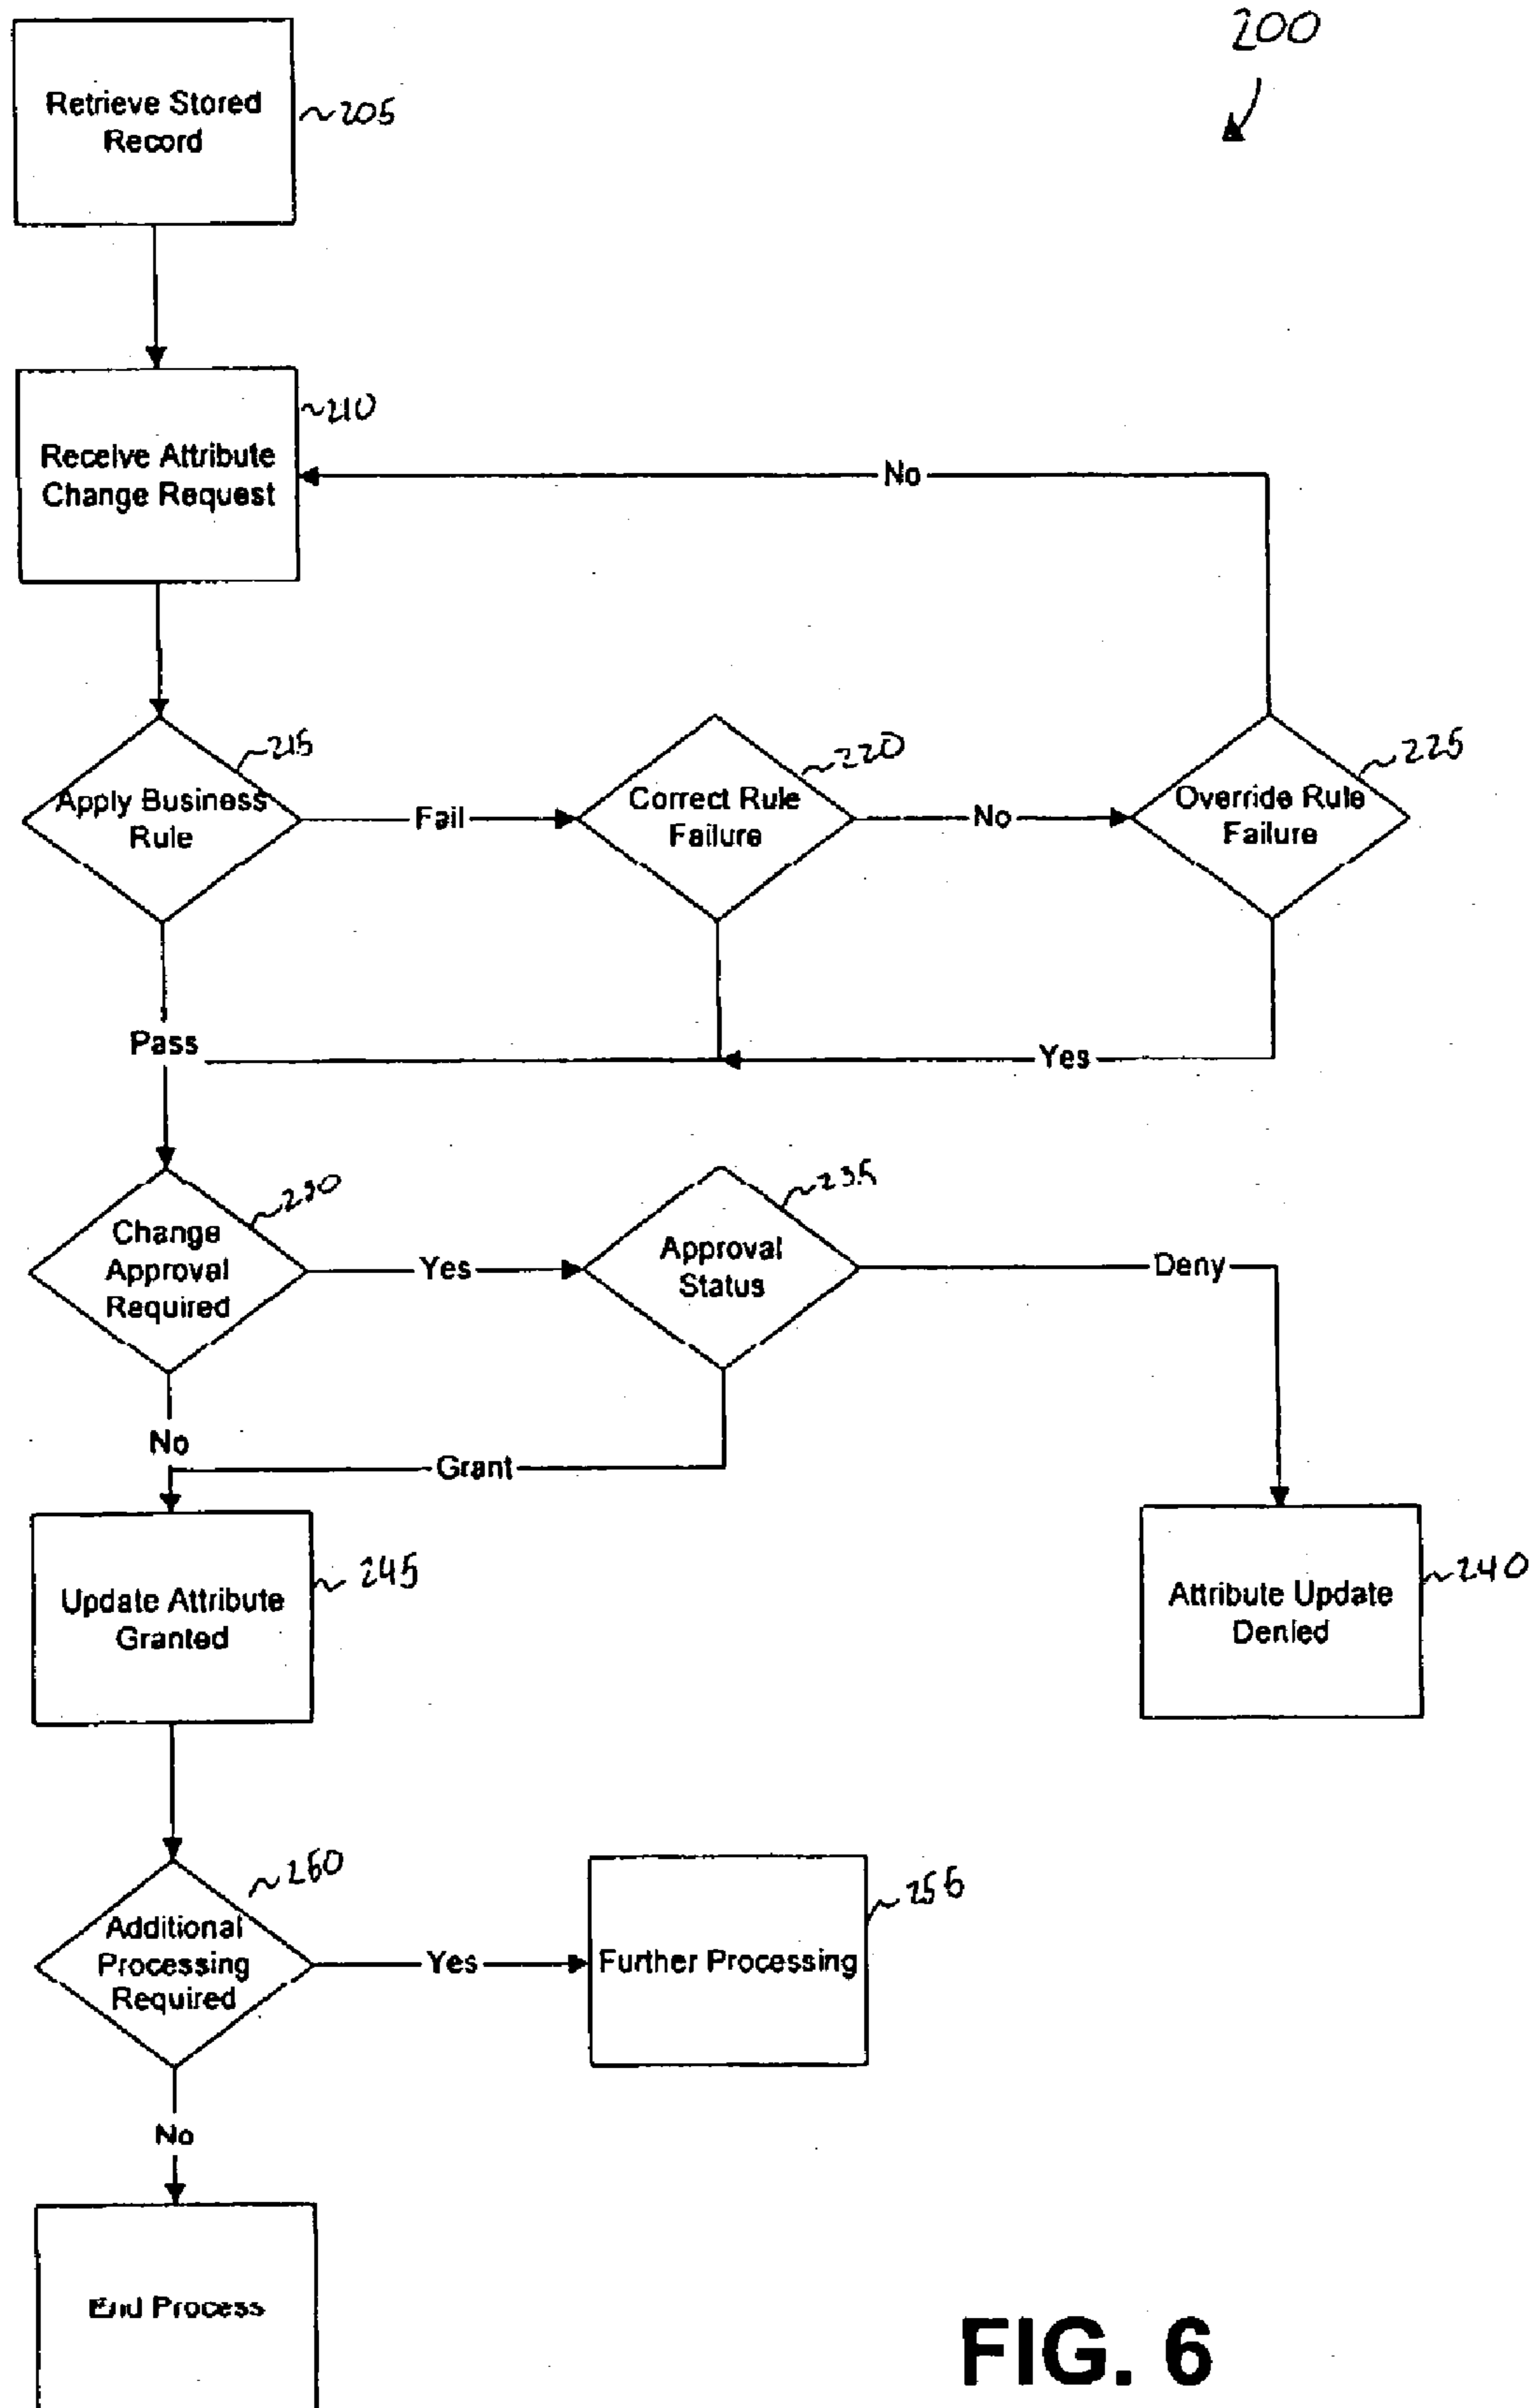 200
Retrieve Stored
Record
205
210
Receive Attribute
Change Request
No
215
Apply Business
Rule
Fail
220
Correct Rule
Failure
No
225
Override Rule
Failure
Pass
Yes
230
Change
Approval
Required
Yes
235
Approval
Status
Deny
No
Grant
245
Update Attribute
Granted
240
Attribute Update
Denied
250
Additional
Processing
Required
Yes
255
Further Processing
No
End Process
FIG. 6